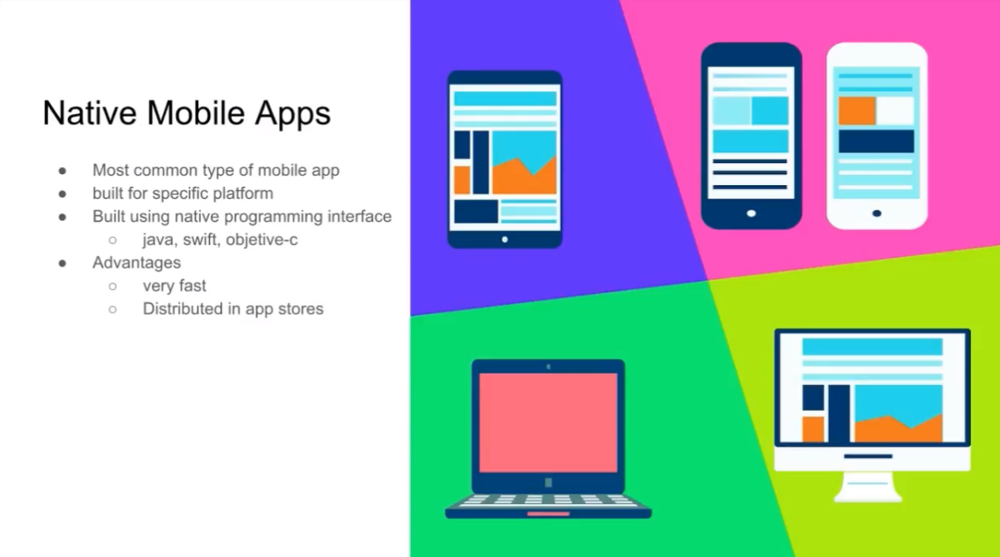 Native Mobile Apps
● Most common type of mobile app
● built for specific platform
● Built using native programming interface
○ java, swift, objetive-c
● Advantages
○ very fast
○ Distributed in app stores